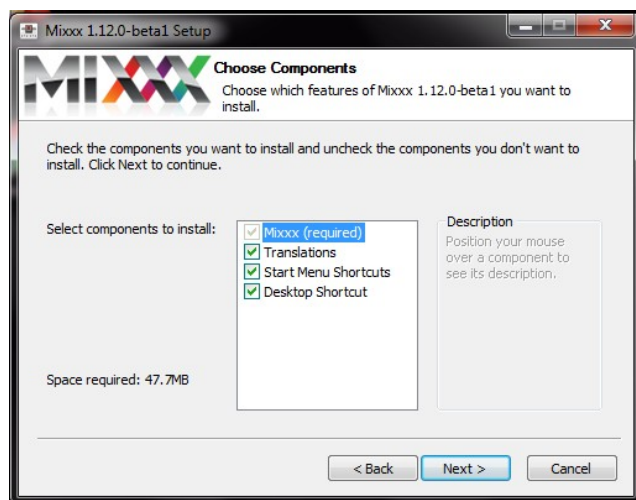 Mixxx 1.12.0-beta1 Setup
MIXXX
Choose Components
Choose which features of Mixxx 1.12.0-beta1 you want to
install.
Check the components you want to install and uncheck the components you don't want to
install. Click Next to continue.
Select components to install:
Mixxx (required)
Translations
Start Menu Shortcuts
Desktop Shortcut
Description
Position your mouse
over a component to
see its description.
Space required: 47.7MB
< Back
Next >
Cancel